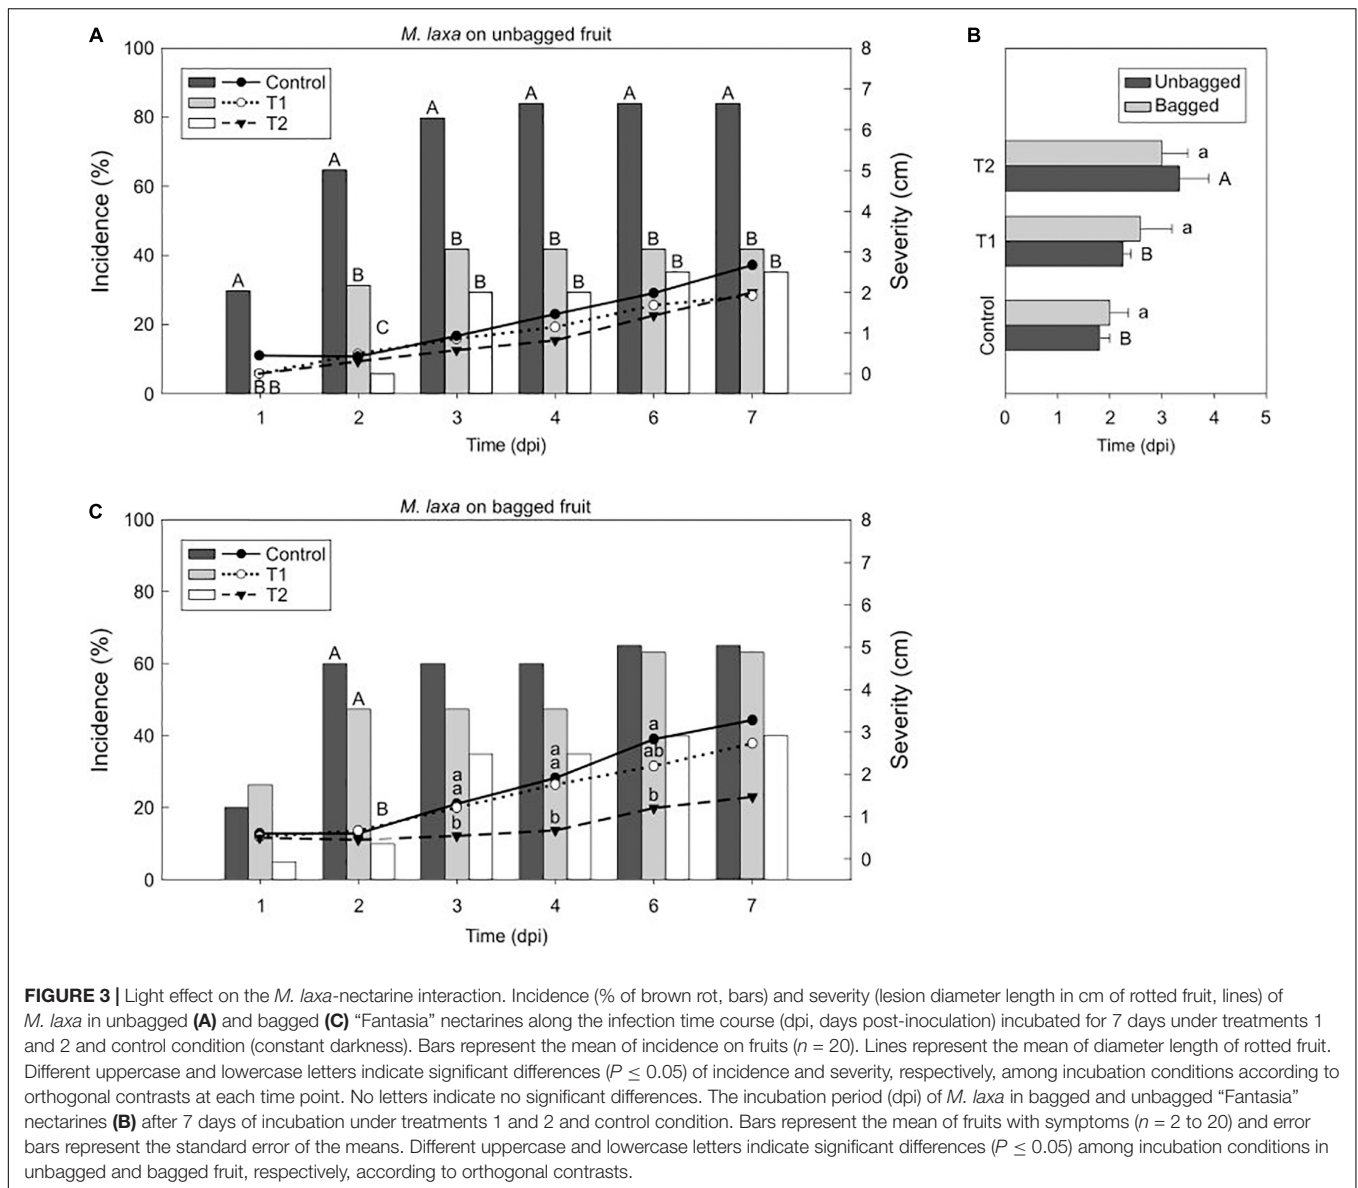 A
M. laxa on unbagged fruit
B
100
80
60
40
20
0
Incidence (%)
8
7
6
5
4
3
2
1
0
Severity (cm)
Control
T1
T2
A
A
A
A
A
A
B
B
B
B
B
B
C
B
B
B
B
B B
1 2 3 4 6 7
Time (dpi)
Unbagged
Bagged
T2
a
A
T1
a
B
Control
a
B
0 1 2 3 4 5
Time (dpi)
C
M. laxa on bagged fruit
100
80
60
40
20
0
Incidence (%)
8
7
6
5
4
3
2
1
0
Severity (cm)
Control
T1
T2
A
A
B
a
a
b
a
a
b
a
ab
b
1 2 3 4 6 7
Time (dpi)
FIGURE 3 | Light effect on the M. laxa-nectarine interaction. Incidence (% of brown rot, bars) and severity (lesion diameter length in cm of rotted fruit, lines) of
M. laxa in unbagged (A) and bagged (C) “Fantasia” nectarines along the infection time course (dpi, days post-inoculation) incubated for 7 days under treatments 1
and 2 and control condition (constant darkness). Bars represent the mean of incidence on fruits (n = 20). Lines represent the mean of diameter length of rotted fruit.
Different uppercase and lowercase letters indicate significant differences (P ≤ 0.05) of incidence and severity, respectively, among incubation conditions according to
orthogonal contrasts at each time point. No letters indicate no significant differences. The incubation period (dpi) of M. laxa in bagged and unbagged “Fantasia”
nectarines (B) after 7 days of incubation under treatments 1 and 2 and control condition. Bars represent the mean of fruits with symptoms (n = 2 to 20) and error
bars represent the standard error of the means. Different uppercase and lowercase letters indicate significant differences (P ≤ 0.05) among incubation conditions in
unbagged and bagged fruit, respectively, according to orthogonal contrasts.